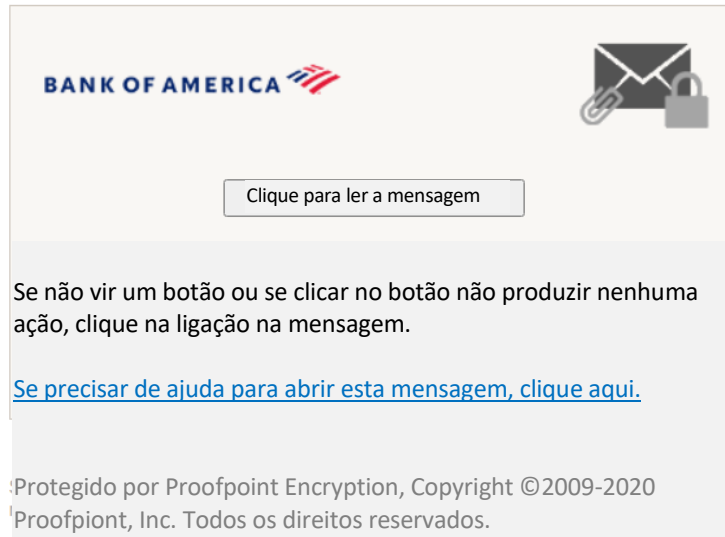 BANK OF AMERICA
Clique para ler a mensagem
Se não vir um botão ou se clicar no botão não produzir nenhuma
ação, clique na ligação na mensagem.
Se precisar de ajuda para abrir esta mensagem, clique aqui.
Protegido por Proofpoint Encryption, Copyright ©2009-2020
Proofpiont, Inc. Todos os direitos reservados.